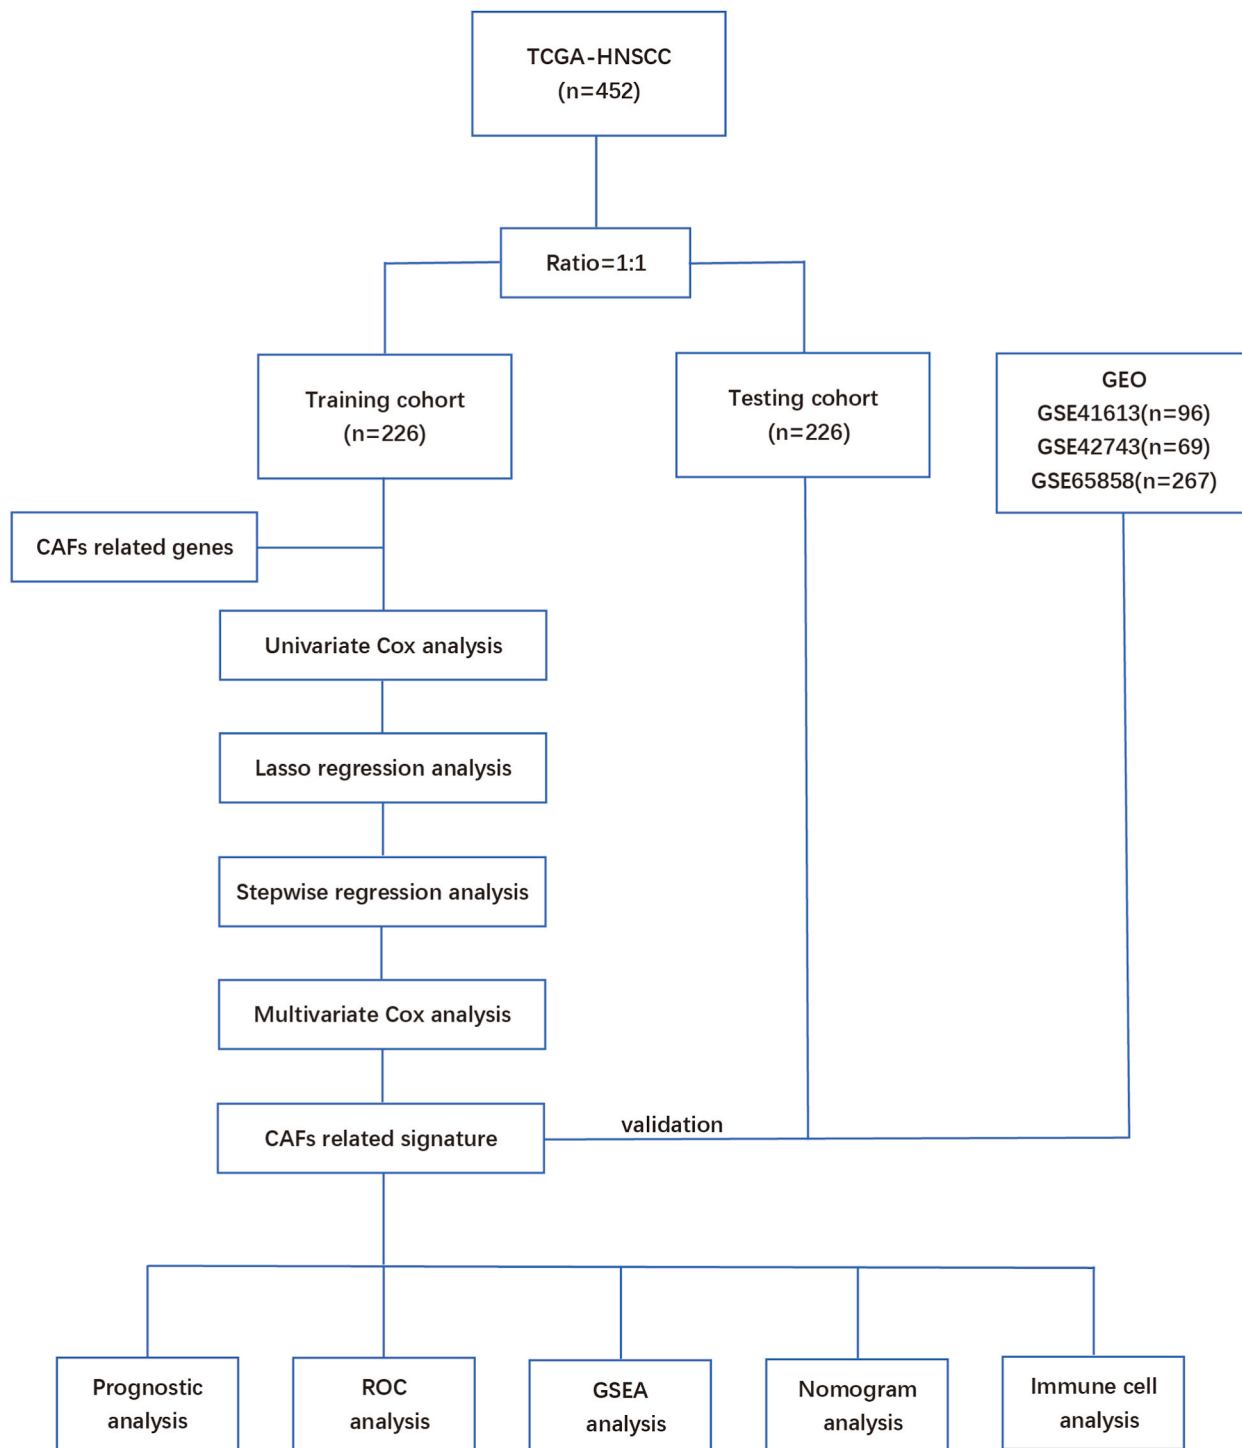 TCGA-HNSCC
(n=452)
Ratio=1:1
Training cohort
(n=226)
Testing cohort
(n=226)
GEO
GSE41613(n=96)
GSE42743(n=69)
GSE65858(n=267)
CAFs related genes
Univariate Cox analysis
Lasso regression analysis
Stepwise regression analysis
Multivariate Cox analysis
CAFs related signature
validation
Prognostic
analysis
ROC
analysis
GSEA
analysis
Nomogram
analysis
Immune cell
analysis